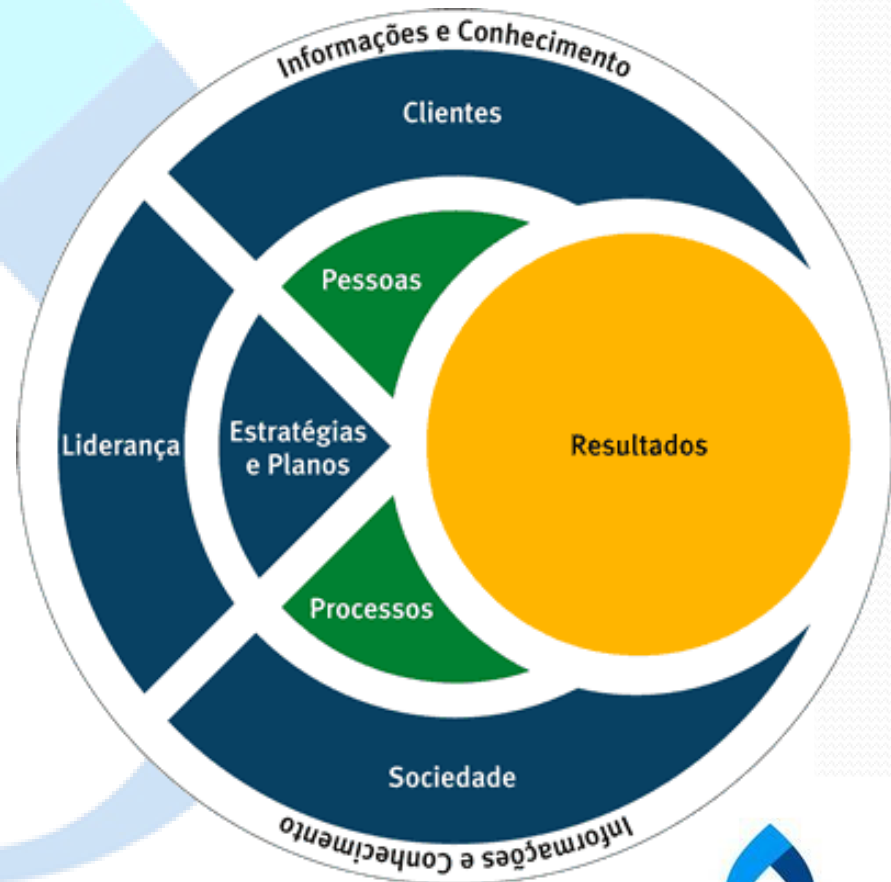 Informações e Conhecimento
Clientes
Pessoas
Liderança
Estratégias
e Planos
Resultados
Processos
Sociedade
Informações e Conhecimento